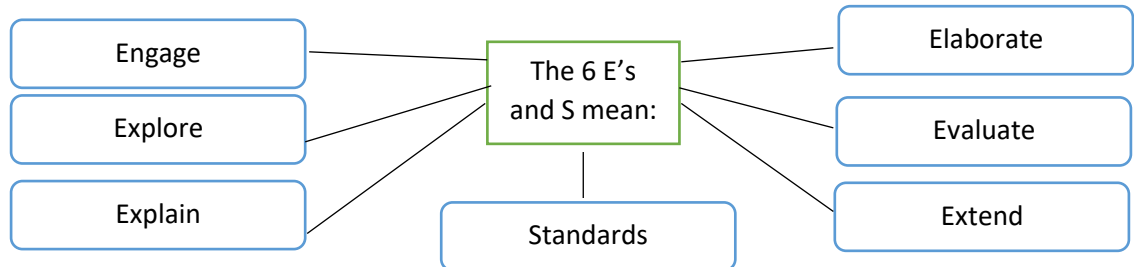 Engage
Explore
Explain
The 6 E’s
and S mean:
Standards
Elaborate
Evaluate
Extend